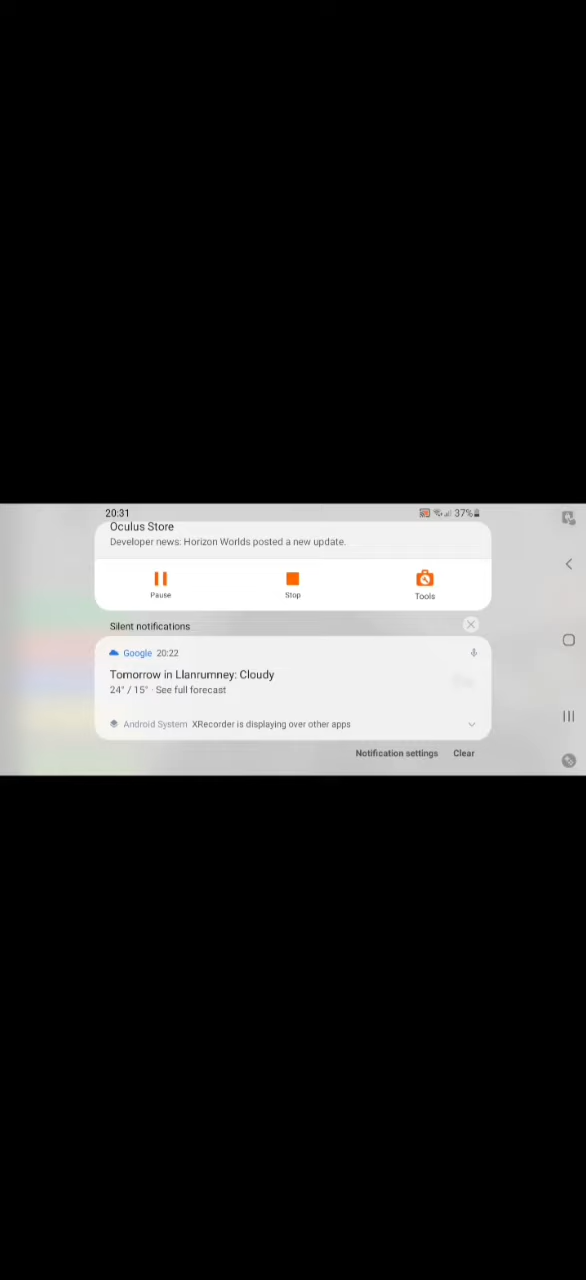 20:31
37%
Oculus Store
Developer news: Horizon Worlds posted a new update.
Pause
Stop
Tools
Silent notifications
Google 20:22
Tomorrow in Llanrumney: Cloudy
24° / 15° · See full forecast
Android System XRecorder is displaying over other apps
Notification settings
Clear